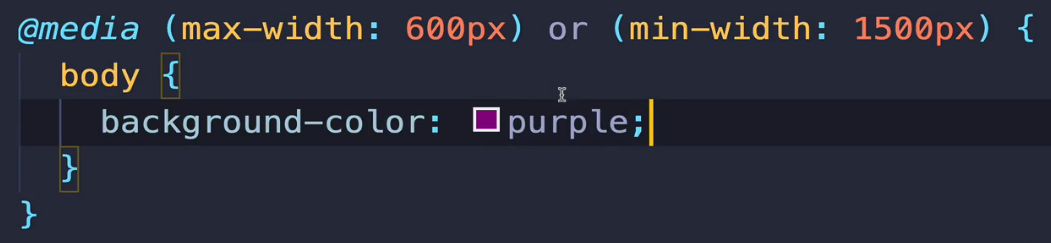 @media (max-width: 600px) or (min-width: 1500px) {
body {
background-color: purple;
}
}